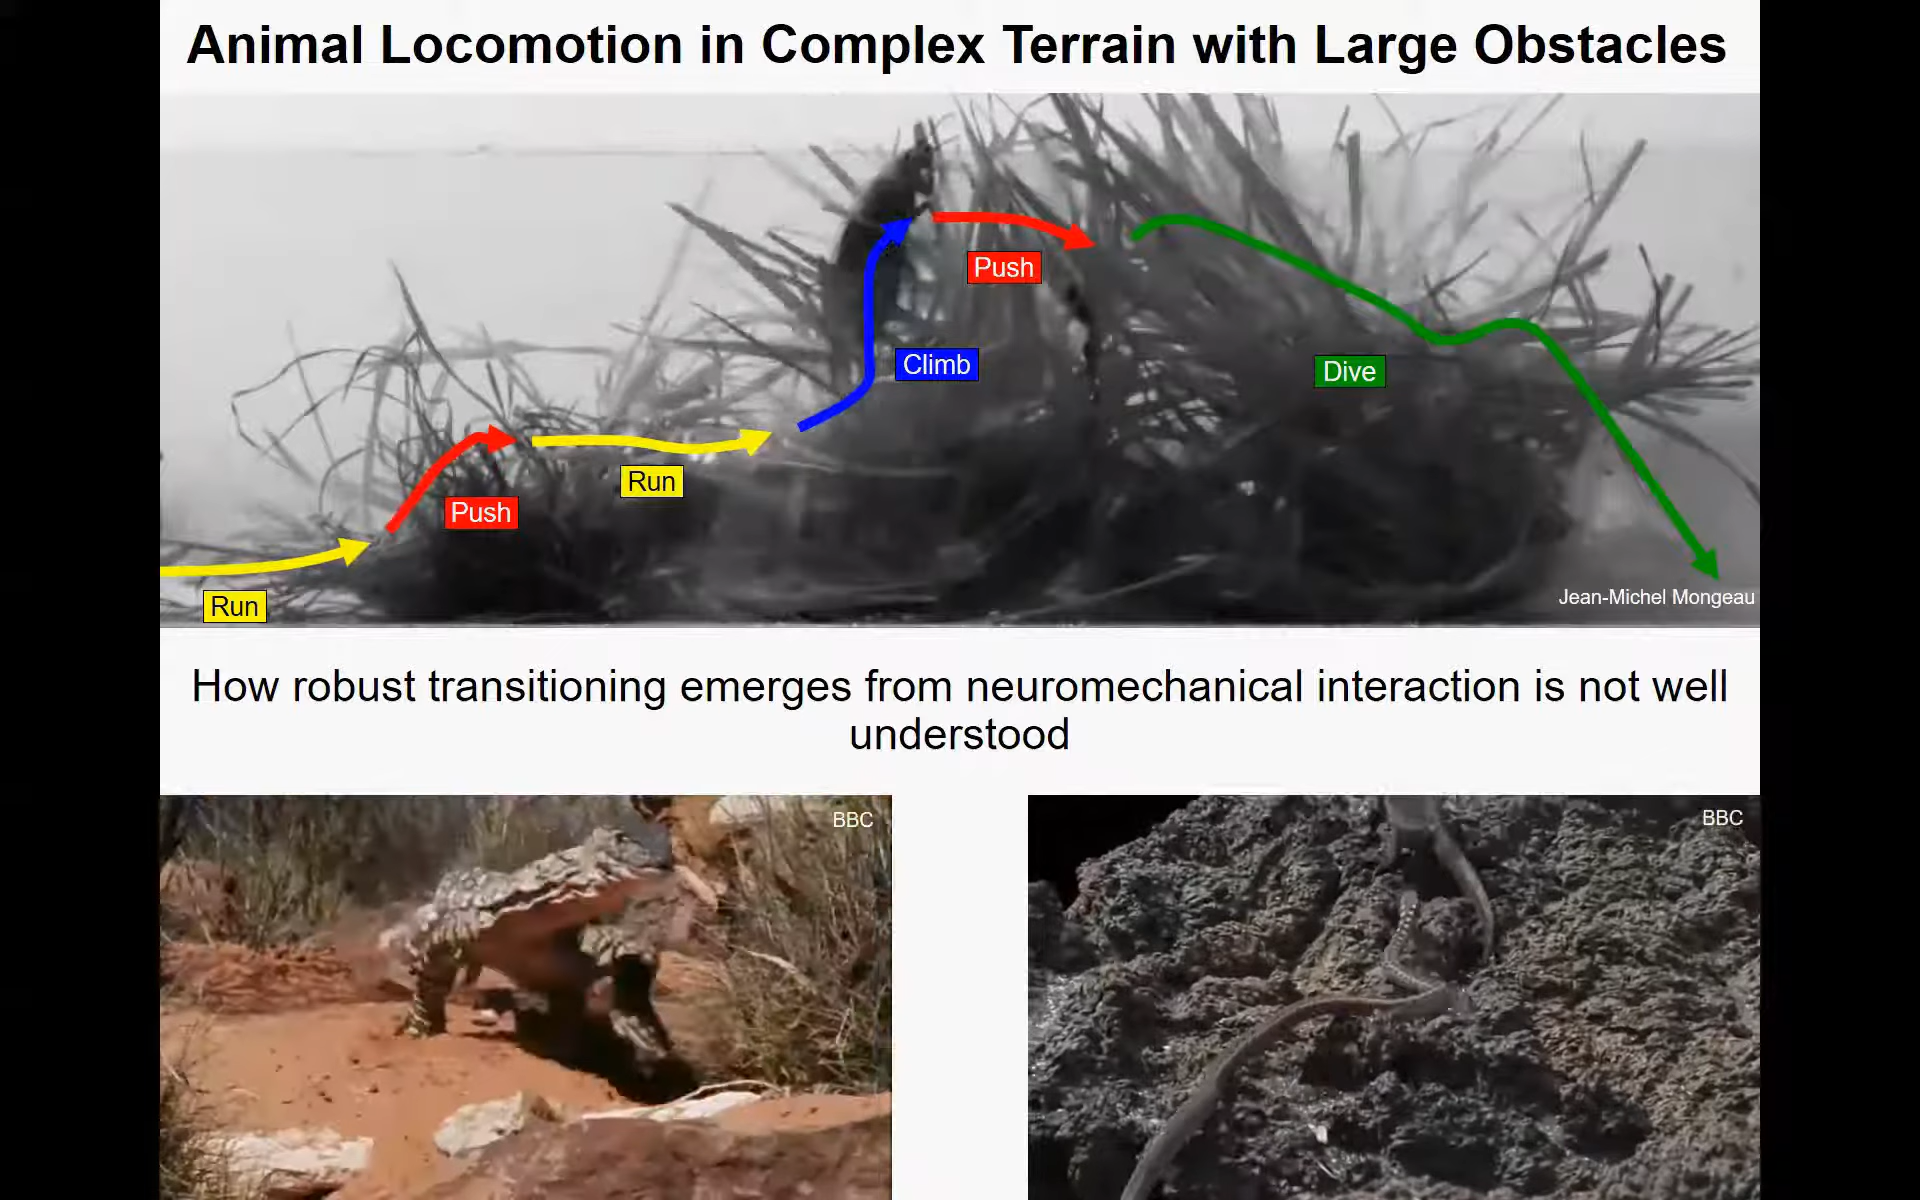 Animal Locomotion in Complex Terrain with Large Obstacles
Push
Climb
Dive
Run
Push
Jean-Michel Mongeau
Run
How robust transitioning emerges from neuromechanical interaction is not well
understood
BBC
BBC